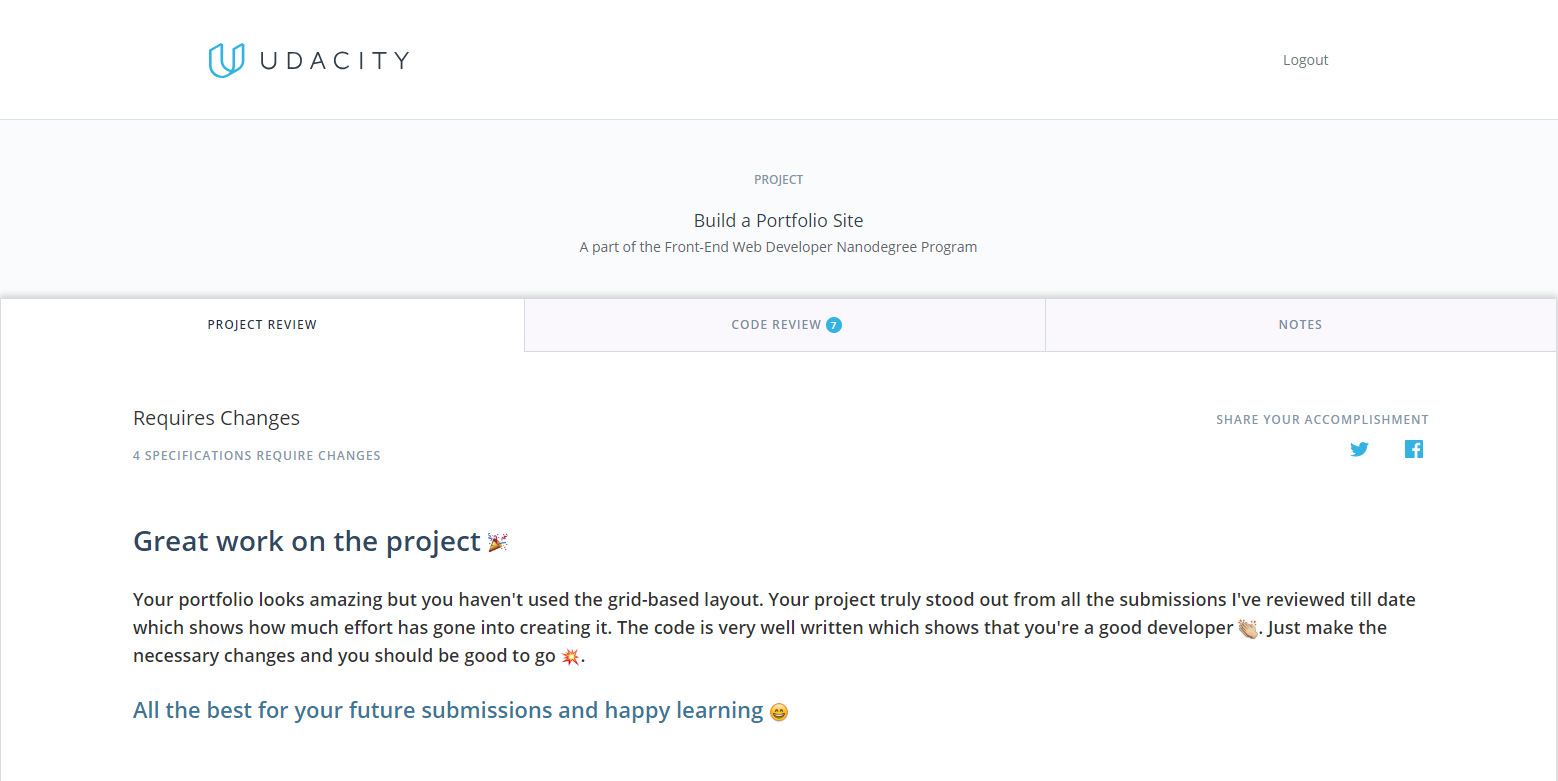 UDACITY
Logout
PROJECT
Build a Portfolio Site
A part of the Front-End Web Developer Nanodegree Program
PROJECT REVIEW
CODE REVIEW 7
NOTES
Requires Changes
SHARE YOUR ACCOMPLISHMENT
4 SPECIFICATIONS REQUIRE CHANGES
Great work on the project 🎉
Your portfolio looks amazing but you haven't used the grid-based layout. Your project truly stood out from all the submissions I've reviewed till date
which shows how much effort has gone into creating it. The code is very well written which shows that you're a good developer 👏🏼. Just make the
necessary changes and you should be good to go 💥.
All the best for your future submissions and happy learning 😄